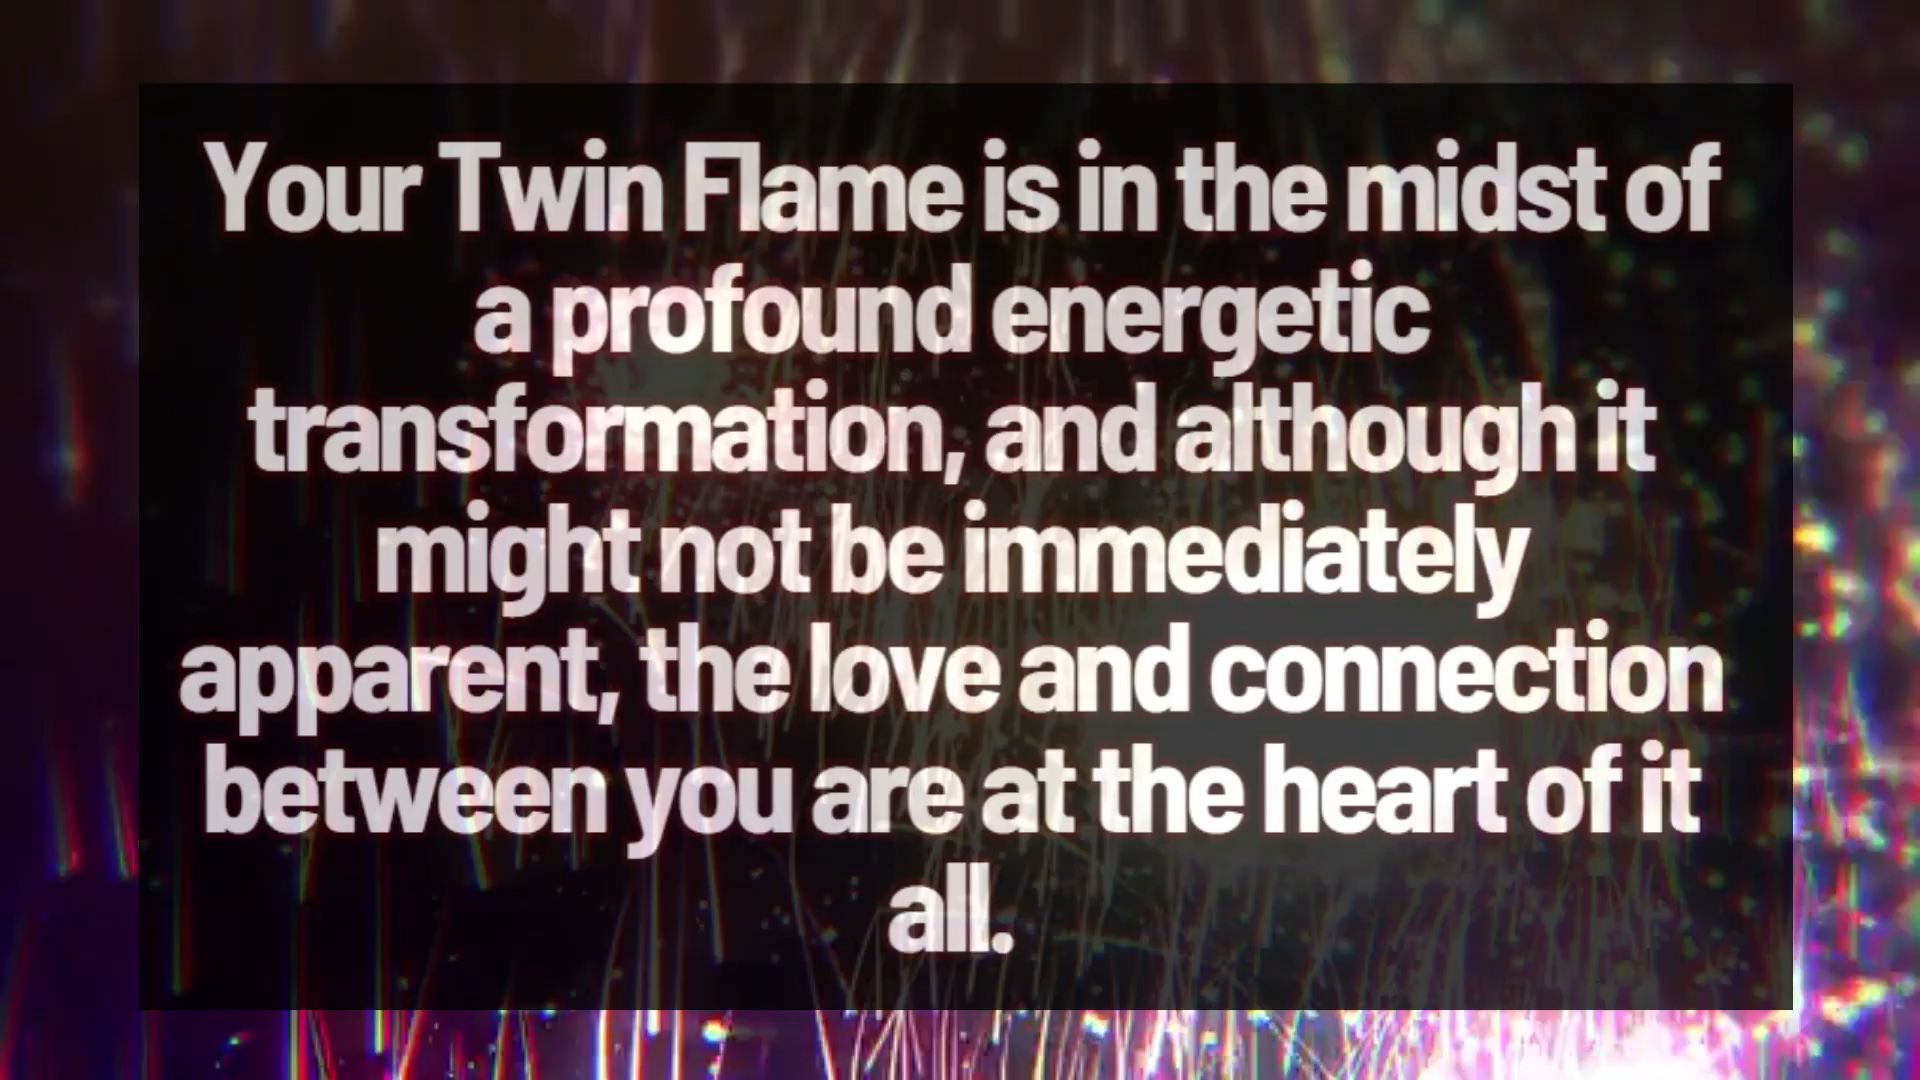 Your Twin Flame is in the midst of
a profound energetic
transformation, and although it
might not be immediately
apparent, the love and connection
between you are at the heart of it
all.